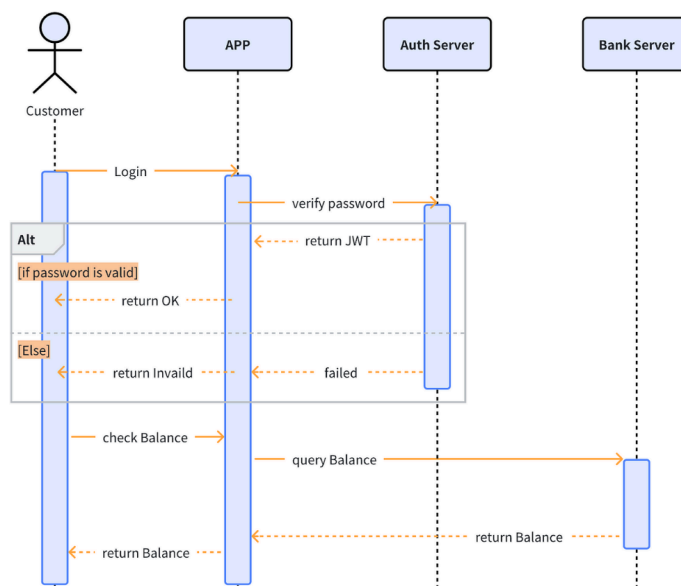 APP
Auth Server
Bank Server
Customer
Login
verify password
Alt
return JWT
[if password is valid]
return OK
[Else]
return Invaild
failed
check Balance
query Balance
return Balance
return Balance